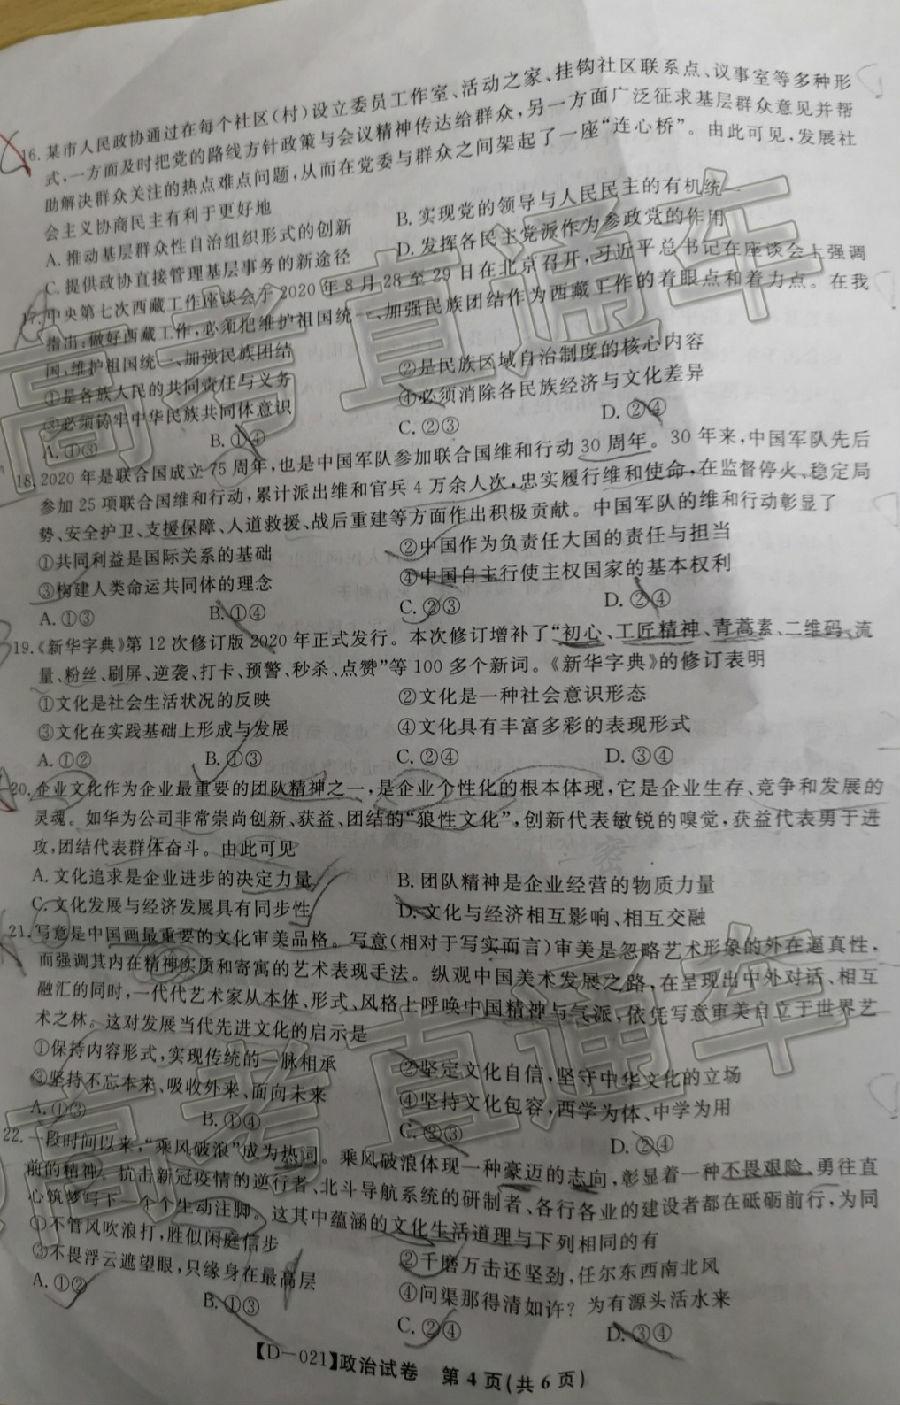 16. 某市人民政协通过在每个社区(村)设立委员工作室、活动之家、挂钩社区联系点、议事室等多种形
式,一方面及时把党的路线方针政策与会议精神传达给群众,另一方面广泛征求基层群众意见并帮
助解决群众关注的热点难点问题,从而在党委与群众之间架起了一座“连心桥”。由此可见,发展社
会主义协商民主有利于更好地
A. 推动基层群众性自治组织形式的创新 B. 实现党的领导与人民民主的有机统一
C. 提供政协直接管理基层事务的新途径 D. 发挥各民主党派作为参政党的作用
17. 中央第七次西藏工作座谈会于 2020 年 8 月 28 至 29 日在北京召开,习近平总书记在座谈会上强调
指出:做好西藏工作,必须把维护祖国统一、加强民族团结作为西藏工作的着眼点和着力点。在我
国,维护祖国统一、加强民族团结
①是各族人民的共同责任与义务 ②是民族区域自治制度的核心内容
③必须铸牢中华民族共同体意识 ④必须消除各民族经济与文化差异
A. ①③ B. ①④ C. ②③ D. ②④
18. 2020 年是联合国成立 75 周年,也是中国军队参加联合国维和行动 30 周年。30 年来,中国军队先后
参加 25 项联合国维和行动,累计派出维和官兵 4 万余人次,忠实履行维和使命,在监督停火、稳定局
势、安全护卫、支援保障、人道救援、战后重建等方面作出积极贡献。中国军队的维和行动彰显了
①共同利益是国际关系的基础 ②中国作为负责任大国的责任与担当
③构建人类命运共同体的理念 ④中国自主行使主权国家的基本权利
A. ①③ B. ①④ C. ②③ D. ②④
19.《新华字典》第 12 次修订版 2020 年正式发行。本次修订增补了“初心、工匠精神、青蒿素、二维码、流
量、粉丝、刷屏、逆袭、打卡、预警、秒杀、点赞”等 100 多个新词。《新华字典》的修订表明
①文化是社会生活状况的反映 ②文化是一种社会意识形态
③文化在实践基础上形成与发展 ④文化具有丰富多彩的表现形式
A. ①② B. ①③ C. ②④ D. ③④
20. 企业文化作为企业最重要的团队精神之一,是企业个性化的根本体现,它是企业生存、竞争和发展的
灵魂。如华为公司非常崇尚创新、获益、团结的“狼性文化”,创新代表敏锐的嗅觉,获益代表勇于进
攻,团结代表群体奋斗。由此可见
A. 文化追求是企业进步的决定力量 B. 团队精神是企业经营的物质力量
C. 文化发展与经济发展具有同步性 D. 文化与经济相互影响、相互交融
21. 写意是中国画最重要的文化审美品格。写意(相对于写实而言)审美是忽略艺术形象的外在逼真性,
而强调其内在精神实质和寄寓的艺术表现手法。纵观中国美术发展之路,在呈现出中外对话、相互
融汇的同时,一代代艺术家从本体、形式、风格上呼唤中国精神与气派,依凭写意审美自立于世界艺
术之林。这对发展当代先进文化的启示是
①保持内容形式,实现传统的一脉相承 ②坚定文化自信,坚守中华文化的立场
③坚持不忘本来、吸收外来、面向未来 ④坚持文化包容,西学为体、中学为用
A. ①③ B. ①④ C. ②③ D. ②④
22. 一段时间以来,“乘风破浪”成为热词。乘风破浪体现一种豪迈的志向,彰显着一种不畏艰险、勇往直
前的精神。抗击新冠疫情的逆行者、北斗导航系统的研制者、各行各业的建设者都在砥砺前行,为同
心筑梦写下一个个生动注脚。这其中蕴涵的文化生活道理与下列相同的有
①不管风吹浪打,胜似闲庭信步 ②千磨万击还坚劲,任尔东西南北风
③不畏浮云遮望眼,只缘身在最高层 ④问渠那得清如许?为有源头活水来
A. ①② B. ①③ C. ②④ D. ③④
【D-021】政治试卷 第 4 页(共 6 页)
高考直通车
高考直通车